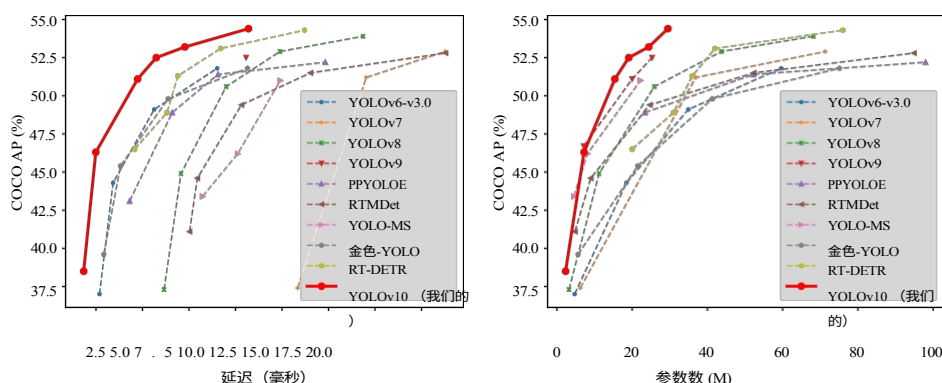 COCO AP (%)
55.0
52.5
50.0
47.5
45.0
42.5
40.0
37.5
YOLOv6-v3.0
YOLOv7
YOLOv8
YOLOv9
PPYOLOE
RTMDet
YOLO-MS
金色-YOLO
RT-DETR
YOLOv10 (我们的
)
2.5 5.0 7 . 5 10.0 12.5 15.0 17.5 20.0
延迟（毫秒）
COCO AP (%)
55.0
52.5
50.0
47.5
45.0
42.5
40.0
37.5
YOLOv6-v3.0
YOLOv7
YOLOv8
YOLOv9
PPYOLOE
RTMDet
YOLO-MS
金色-YOLO
RT-DETR
YOLOv10 (我们
的)
0 20 40 60 80 100
参数数 (M)